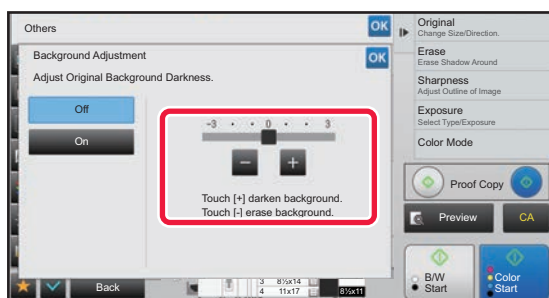 Others
OK
Background Adjustment
OK
Adjust Original Background Darkness.
Off
On
-3 • • 0 • • 3
− +
Touch [+] darken background.
Touch [-] erase background.
Original
Change Size/Direction.
Erase
Erase Shadow Around
Sharpness
Adjust Outline of Image
Exposure
Select Type/Exposure
Color Mode
Proof Copy
Preview
CA
B/W
Start
Color
Start
Back
3 8½x14
4 11x17
8½x11